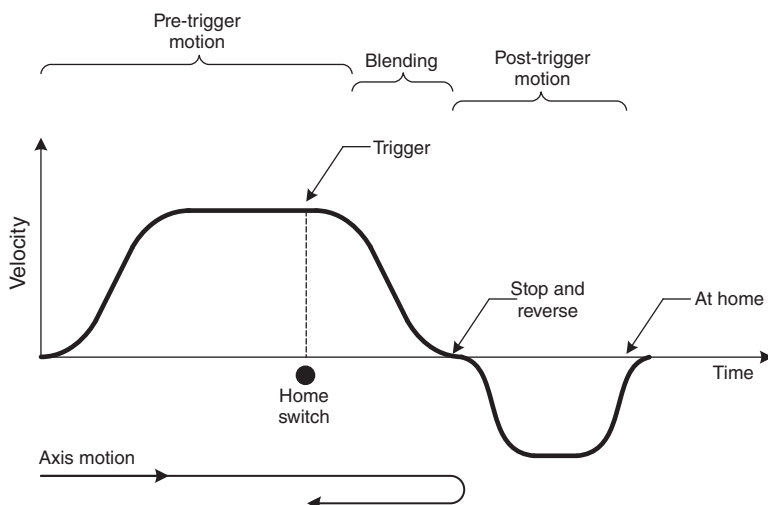 Pre-trigger
motion
Blending
Post-trigger
motion
Trigger
Velocity
Stop and
reverse
At home
Time
Home
switch
Axis motion